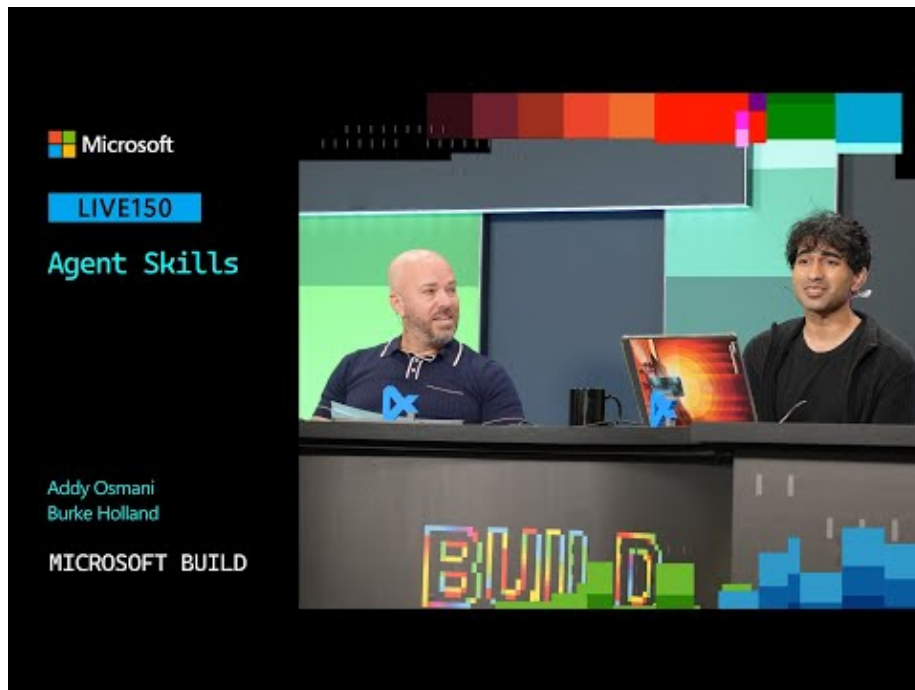 Microsoft
LIVE150
Agent Skills
Addy Osmani
Burke Holland
MICROSOFT BUILD
BUILD